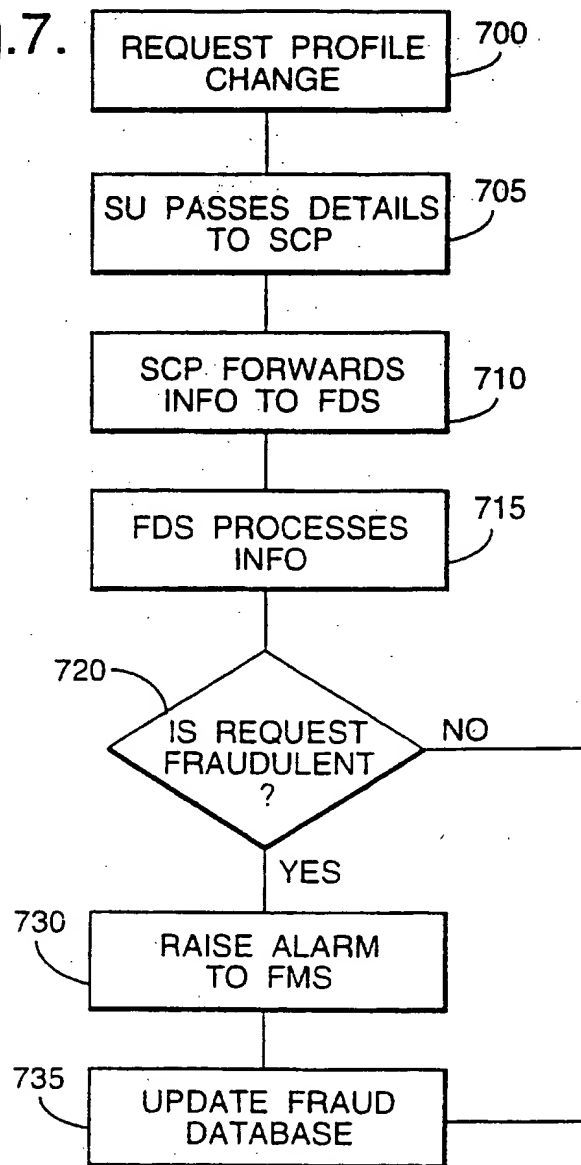 .7.
REQUEST PROFILE
CHANGE
700
SU PASSES DETAILS
TO SCP
705
SCP FORWARDS
INFO TO FDS
710
FDS PROCESSES
INFO
715
720
IS REQUEST
FRAUDULENT
?
NO
YES
730
RAISE ALARM
TO FMS
735
UPDATE FRAUD
DATABASE